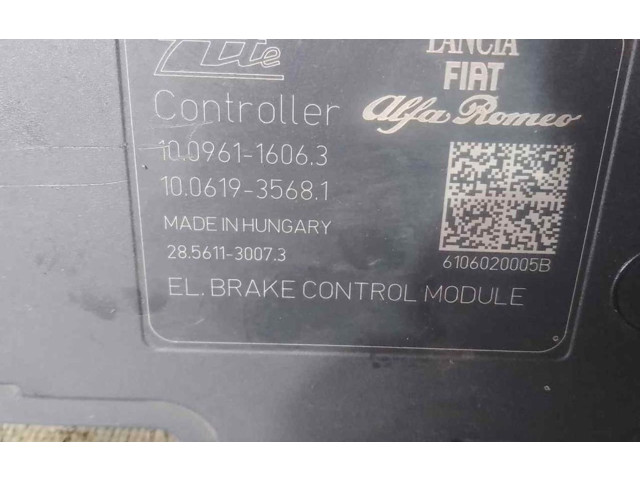 Ate
LANCIA
FIAT
Controller
Alfa Romeo
10.0961-1606.3
10.0619-3568.1
MADE IN HUNGARY
28.5611-3007.3
6106020005B
EL. BRAKE CONTROL MODULE